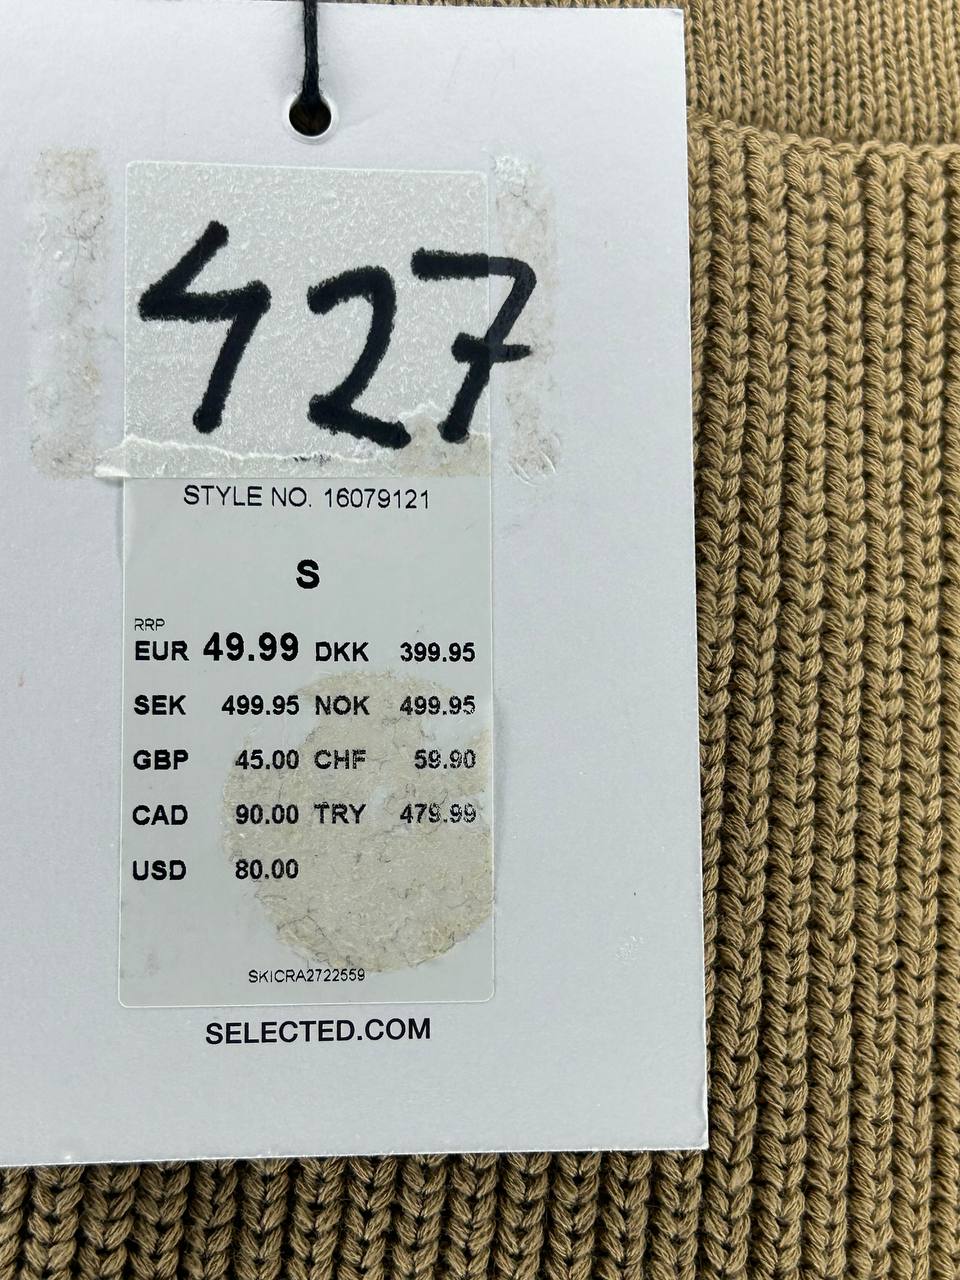 427
STYLE NO. 16079121
S
RRP
EUR 49.99 DKK 399.95
SEK 499.95 NOK 499.95
GBP 45.00 CHF 59.90
CAD 90.00 TRY 479.99
USD 80.00
SKICRA2722559
SELECTED.COM